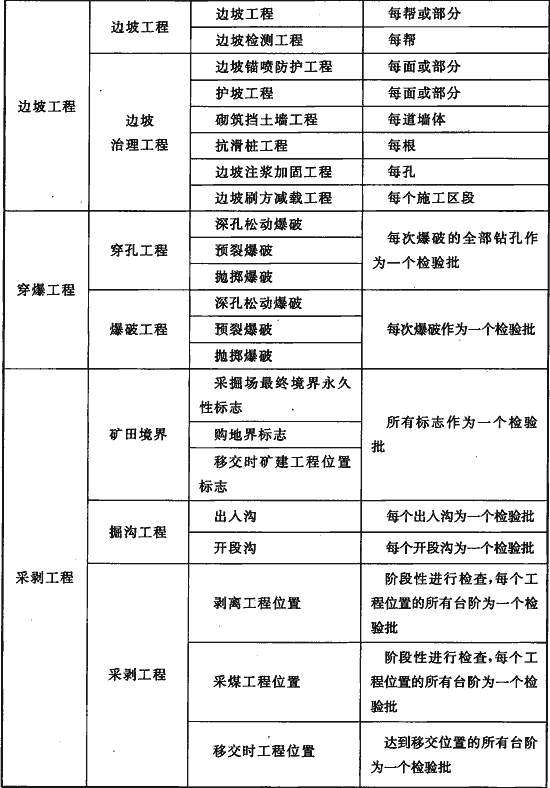 边坡工程
边坡工程
边坡工程
每帮或部分
边坡检测工程
每帮
边坡
治理工程
边坡锚喷防护工程
每面或部分
护坡工程
每面或部分
砌筑挡土墙工程
每道墙体
抗滑桩工程
每根
边坡注浆加固工程
每孔
边坡刷方减载工程
每个施工区段
穿爆工程
穿孔工程
深孔松动爆破
预裂爆破
抛掷爆破
每次爆破的全部钻孔作
为一个检验批
爆破工程
深孔松动爆破
预裂爆破
抛掷爆破
每次爆破作为一个检验批
采剥工程
矿田境界
采掘场最终境界永久
性标志
购地界标志
移交时矿建工程位置
标志
所有标志作为一个检验
批
掘沟工程
出入沟
每个出入沟为一个检验批
开段沟
每个开段沟为一个检验批
采剥工程
剥离工程位置
阶段性进行检查,每个工
程位置的所有台阶为一个检
验批
采煤工程位置
阶段性进行检查,每个工
程位置的所有台阶为一个检
验批
移交时工程位置
达到移交位置的所有台阶
为一个检验批